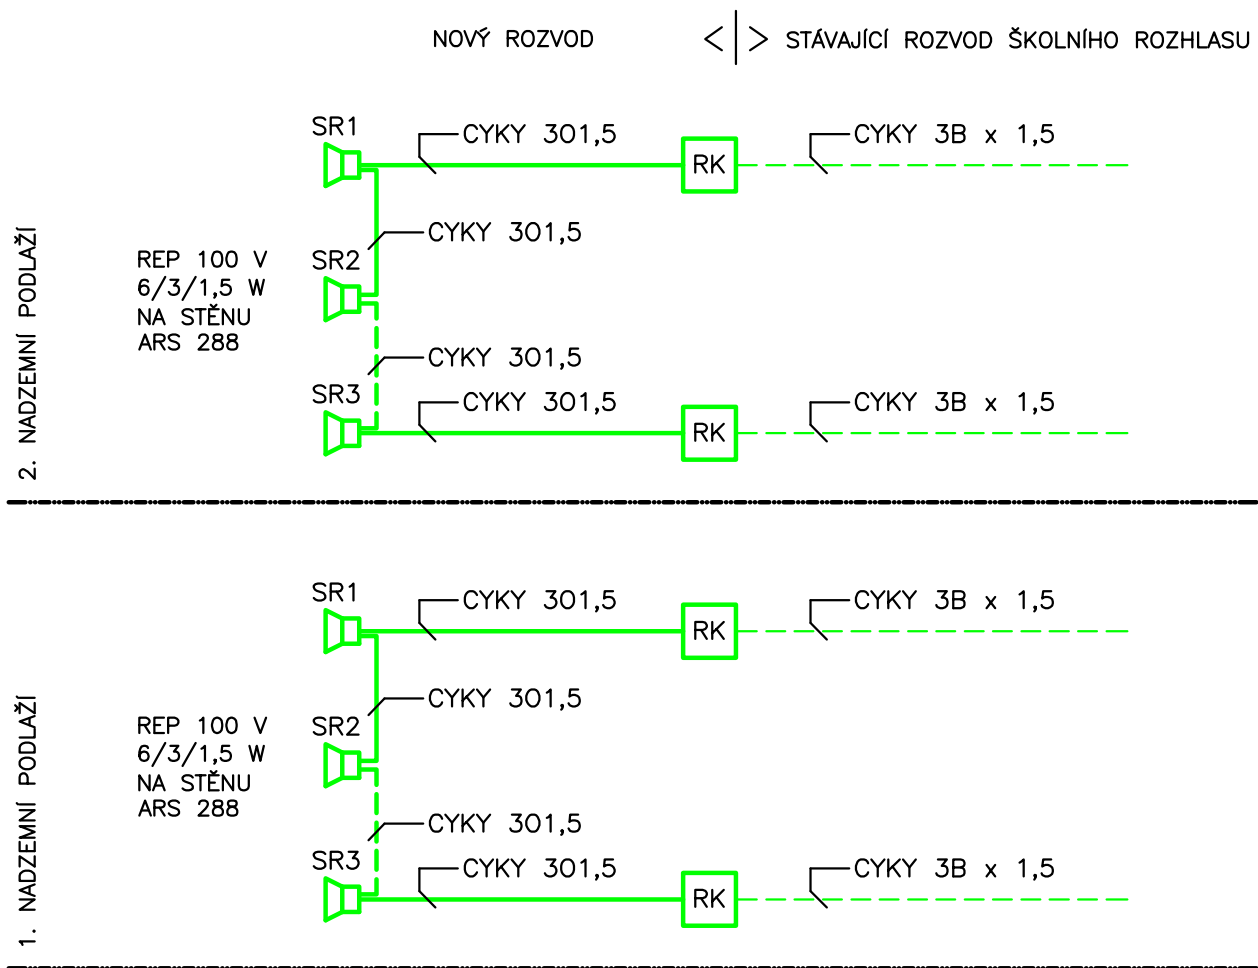 NOVÝ ROZVOD
< > STÁVAJÍCÍ ROZVOD ŠKOLNÍHO ROZHLASU
2. NADZEMNÍ PODLAŽÍ
REP 100 V
6/3/1,5 W
NA STĚNU
ARS 288
SR1
CYKY 3O1,5
RK
CYKY 3B x 1,5
CYKY 3O1,5
SR2
CYKY 3O1,5
SR3
CYKY 3O1,5
RK
CYKY 3B x 1,5
1. NADZEMNÍ PODLAŽÍ
REP 100 V
6/3/1,5 W
NA STĚNU
ARS 288
SR1
CYKY 3O1,5
RK
CYKY 3B x 1,5
CYKY 3O1,5
SR2
CYKY 3O1,5
SR3
CYKY 3O1,5
RK
CYKY 3B x 1,5